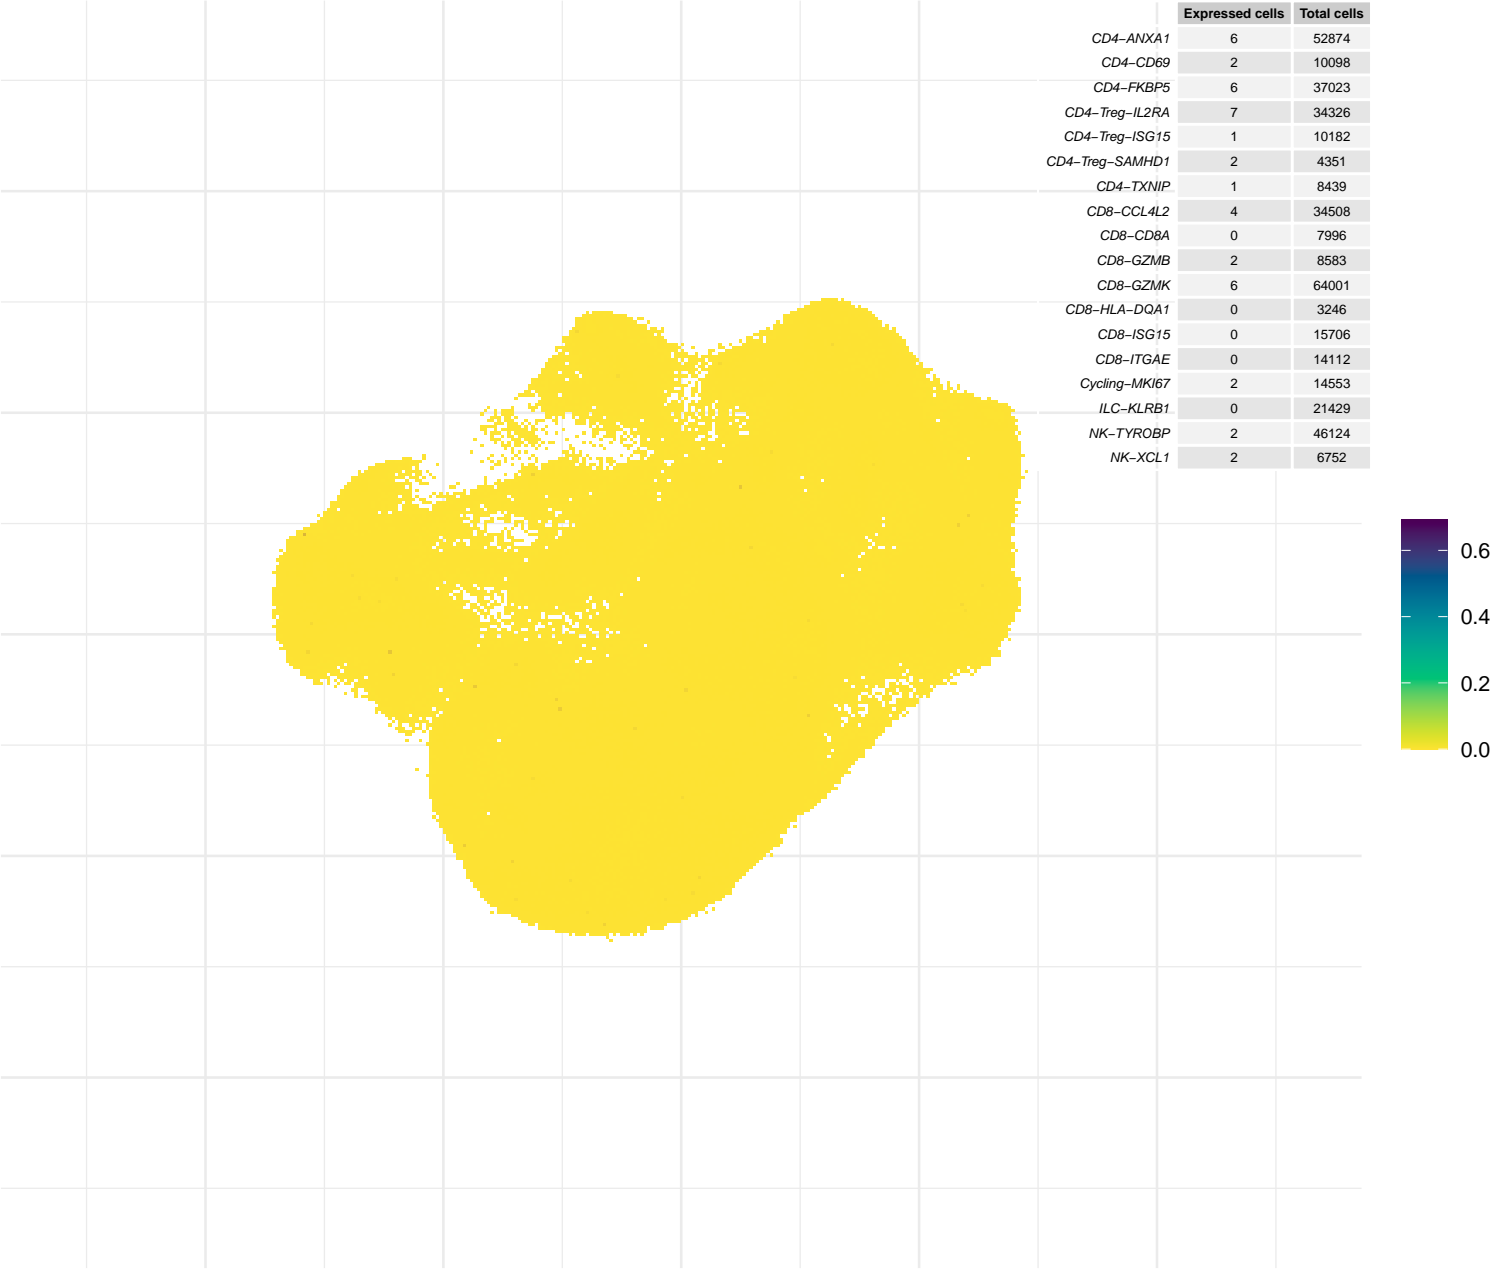 Expressed cells Total cells
CD4−ANXA1 6 52874
CD4−CD69 2 10098
CD4−FKBP5 6 37023
CD4−Treg−IL2RA 7 34326
CD4−Treg−ISG15 1 10182
CD4−Treg−SAMHD1 2 4351
CD4−TXNIP 1 8439
CD8−CCL4L2 4 34508
CD8−CD8A 0 7996
CD8−GZMB 2 8583
CD8−GZMK 6 64001
CD8−HLA−DQA1 0 3246
CD8−ISG15 0 15706
CD8−ITGAE 0 14112
Cycling−MKI67 2 14553
ILC−KLRB1 0 21429
NK−TYROBP 2 46124
NK−XCL1 2 6752
0.6
0.4
0.2
0.0